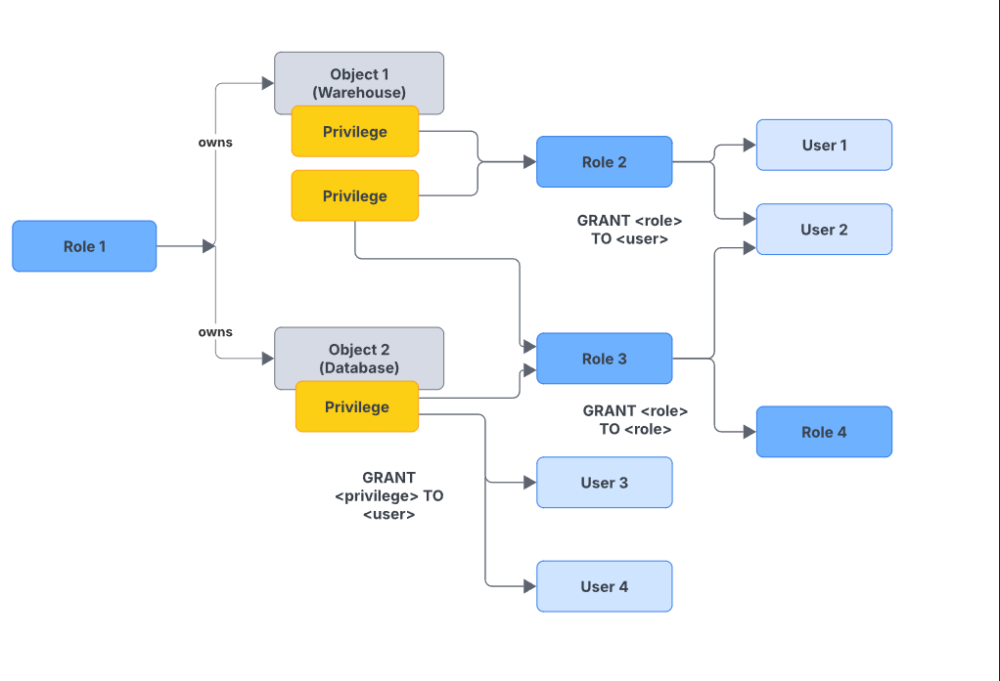 Object 1
(Warehouse)
Privilege
owns
Role 2
User 1
Privilege
GRANT <role>
TO <user>
User 2
Role 1
owns
Object 2
(Database)
Privilege
Role 3
GRANT <role>
TO <role>
Role 4
GRANT
<privilege> TO
<user>
User 3
User 4